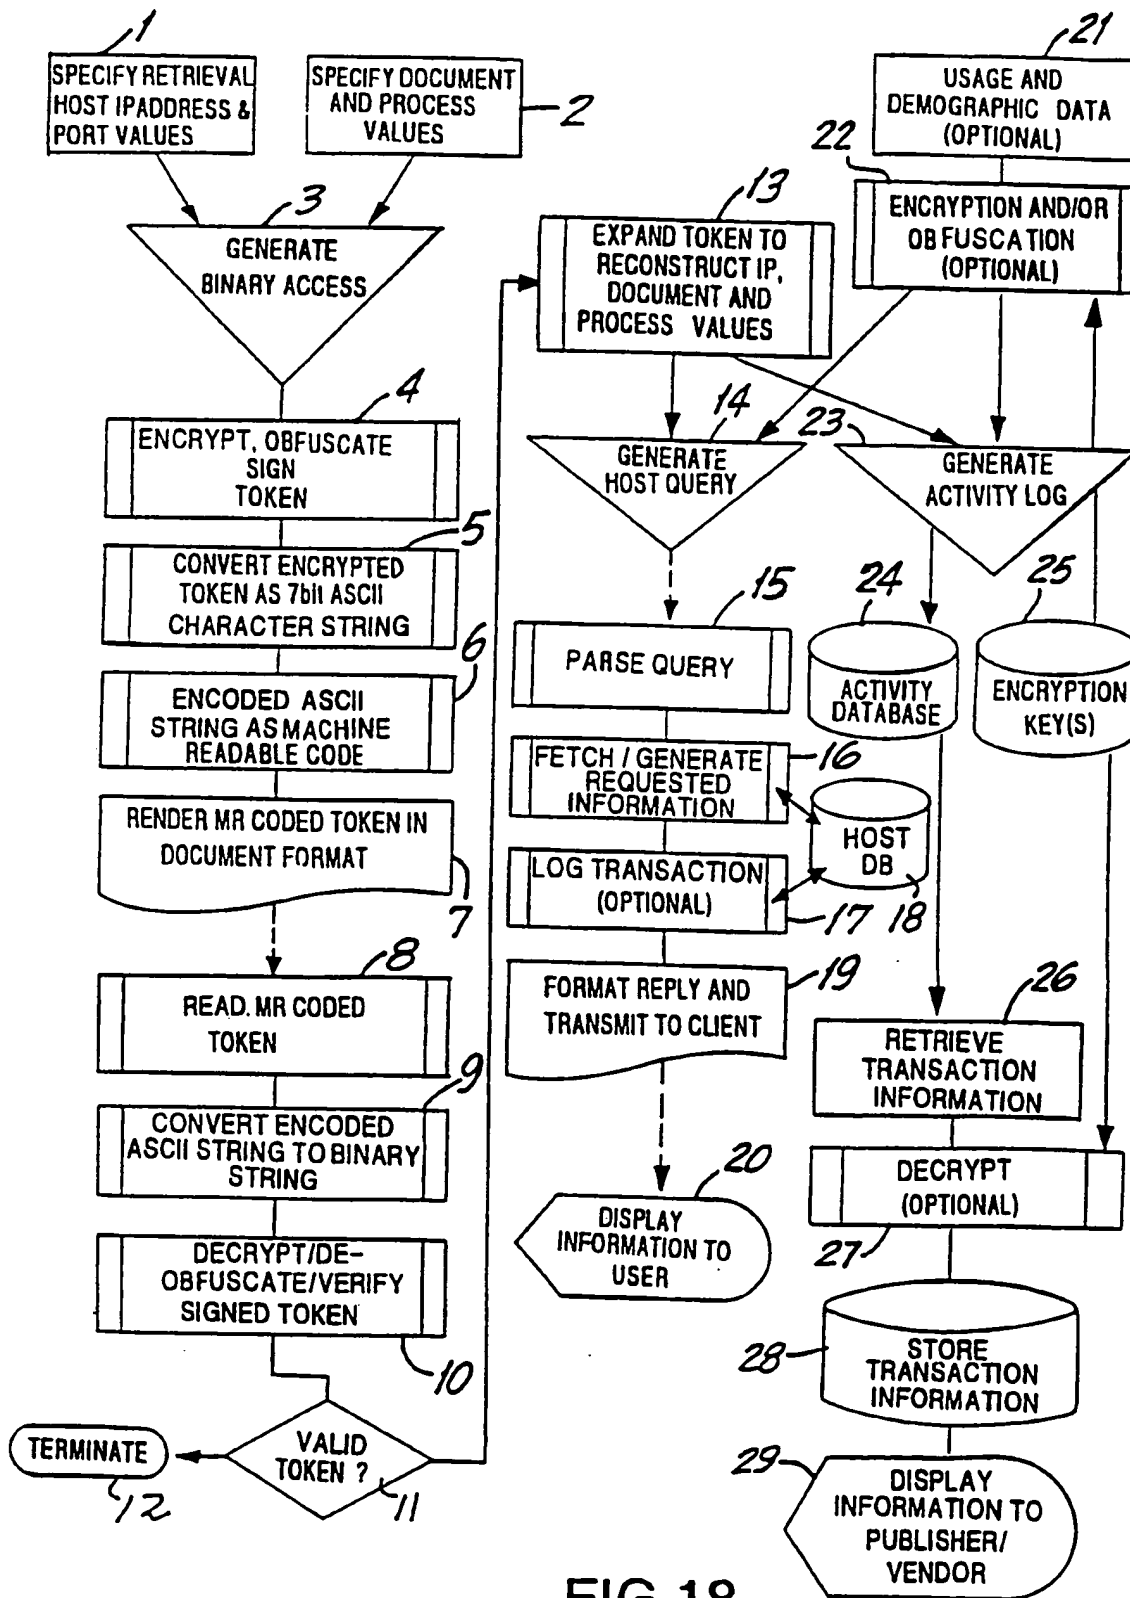 1
SPECIFY RETRIEVAL
HOST IPADDRESS &
PORT VALUES
SPECIFY DOCUMENT
AND PROCESS
VALUES
2
3
GENERATE
BINARY ACCESS
4
ENCRYPT, OBFUSCATE
SIGN
TOKEN
5
CONVERT ENCRYPTED
TOKEN AS 7bit ASCII
CHARACTER STRING
6
ENCODED ASCII
STRING AS MACHINE
READABLE CODE
RENDER MR CODED TOKEN IN
DOCUMENT FORMAT
7
8
READ. MR CODED
TOKEN
9
CONVERT ENCODED
ASCII STRING TO BINARY
STRING
DECRYPT/DE-
OBFUSCATE/VERIFY
SIGNED TOKEN
10
VALID
TOKEN ?
11
TERMINATE
12
13
EXPAND TOKEN TO
RECONSTRUCT IP,
DOCUMENT AND
PROCESS VALUES
14
GENERATE
HOST QUERY
15
PARSE QUERY
FETCH / GENERATE
REQUESTED
INFORMATION
16
LOG TRANSACTION
(OPTIONAL)
17
HOST
DB
18
19
FORMAT REPLY AND
TRANSMIT TO CLIENT
20
DISPLAY
INFORMATION TO
USER
21
USAGE AND
DEMOGRAPHIC DATA
(OPTIONAL)
22
ENCRYPTION AND/OR
OBFUSCATION
(OPTIONAL)
23
GENERATE
ACTIVITY LOG
24
ACTIVITY
DATABASE
25
ENCRYPTION
KEY(S)
26
RETRIEVE
TRANSACTION
INFORMATION
DECRYPT
(OPTIONAL)
27
28
STORE
TRANSACTION
INFORMATION
29
DISPLAY
INFORMATION TO
PUBLISHER/
VENDOR
FIG.18